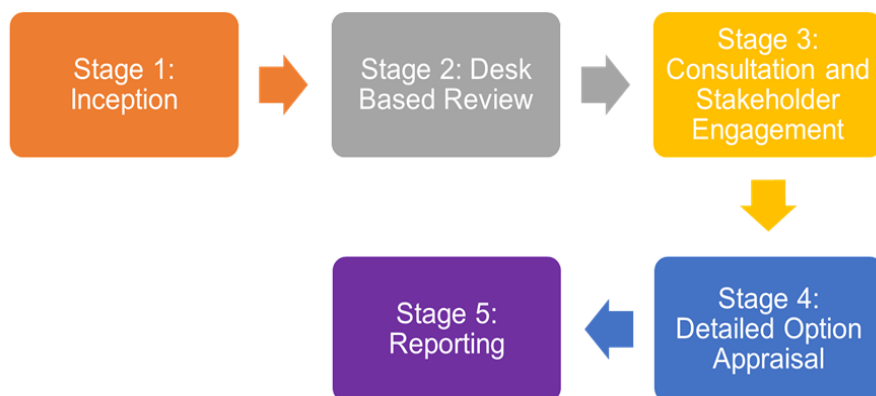 Stage 1:
Inception
Stage 2: Desk
Based Review
Stage 3:
Consultation and
Stakeholder
Engagement
Stage 4:
Detailed Option
Appraisal
Stage 5:
Reporting